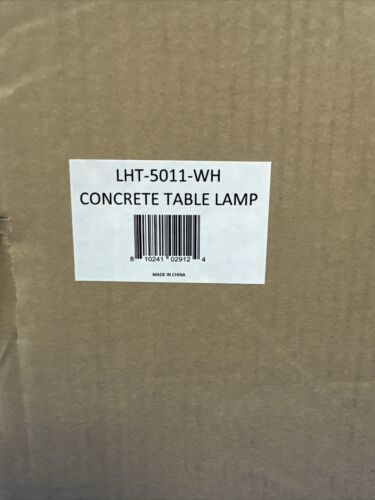 LHT-5011-WH
CONCRETE TABLE LAMP
8 10241 02912 4
MADE IN CHINA